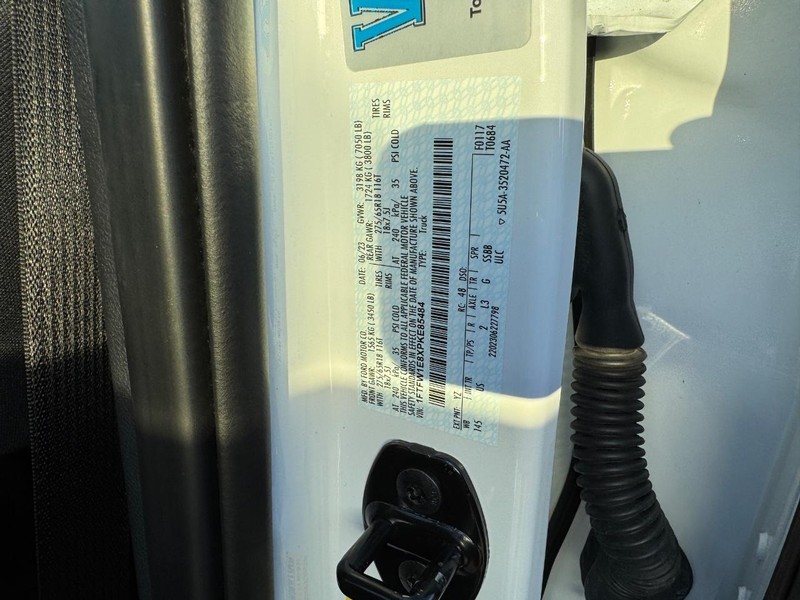 V
To
MFD. BY FORD MOTOR CO. DATE: 06/23 GVWR: 3198 KG ( 7050 LB)
FRONT GAWR: 1565 KG ( 3450 LB) REAR GAWR: 1724 KG ( 3800 LB)
WITH 275/65R18 116T TIRES WITH 275/65R18 116T TIRES
18x7.5J RIMS 18x7.5J RIMS
AT 240 kPa/ 35 PSI COLD AT 240 kPa/ 35 PSI COLD
THIS VEHICLE CONFORMS TO ALL APPLICABLE FEDERAL MOTOR VEHICLE
SAFETY STANDARDS IN EFFECT ON THE DATE OF MANUFACTURE SHOWN ABOVE.
VIN: 1FTFW1E8XPKE85484 TYPE: Truck
EXT PNT: YZ RC: 48 DSO: F0117
WB INT TR TP/PS R AXLE TR SPR T0684
145 US 2 L3 G SSBB
2202306227798 ULC ▽ 5U5A-3520472-AA